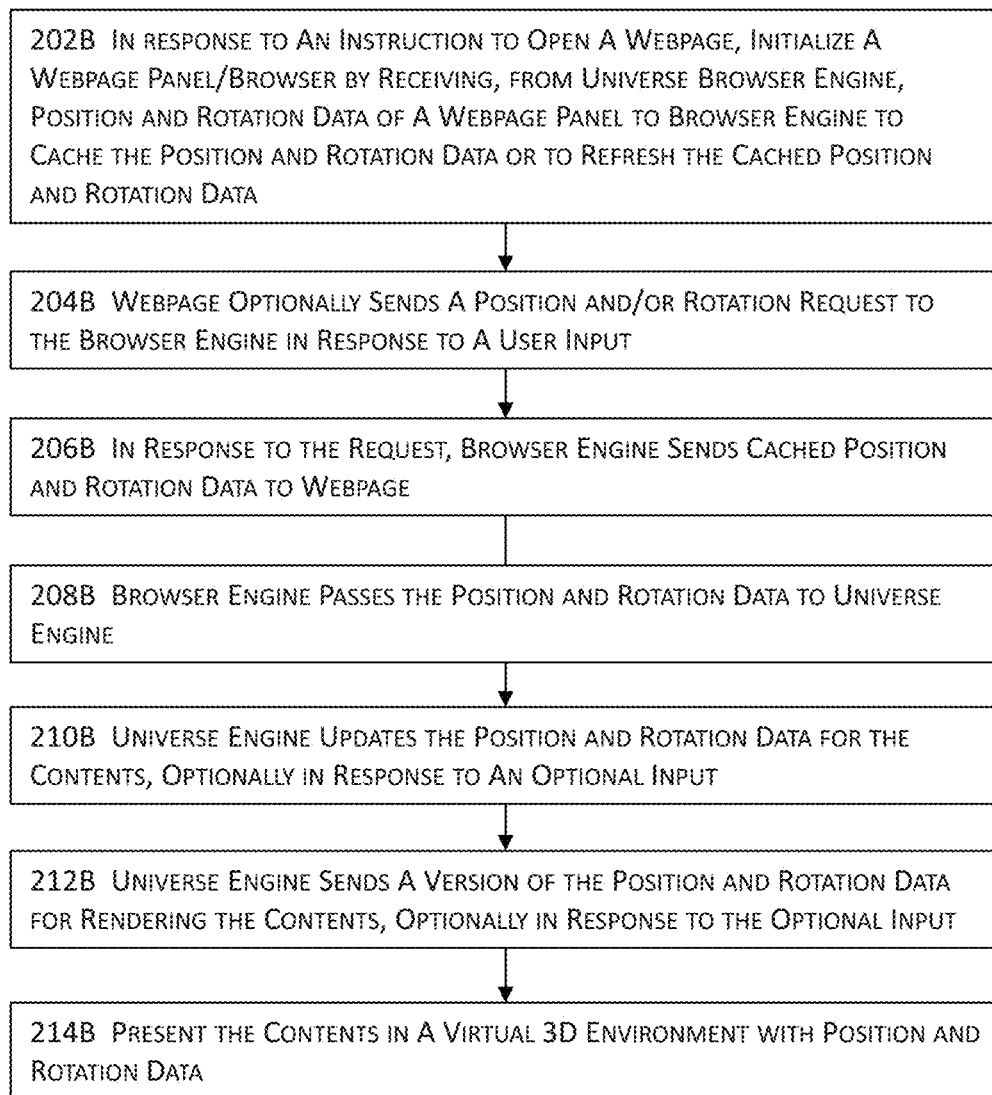 202B In response to An Instruction to Open A Webpage, Initialize A
Webpage Panel/Browser by Receiving, from Universe Browser Engine,
Position and Rotation Data of A Webpage Panel to Browser Engine to
Cache the Position and Rotation Data or to Refresh the Cached Position
and Rotation Data
204B Webpage Optionally Sends A Position and/or Rotation Request to
the Browser Engine in Response to A User Input
206B In Response to the Request, Browser Engine Sends Cached Position
and Rotation Data to Webpage
208B Browser Engine Passes the Position and Rotation Data to Universe
Engine
210B Universe Engine Updates the Position and Rotation Data for the
Contents, Optionally in Response to An Optional Input
212B Universe Engine Sends A Version of the Position and Rotation Data
for Rendering the Contents, Optionally in Response to the Optional Input
214B Present the Contents in A Virtual 3D Environment with Position and
Rotation Data